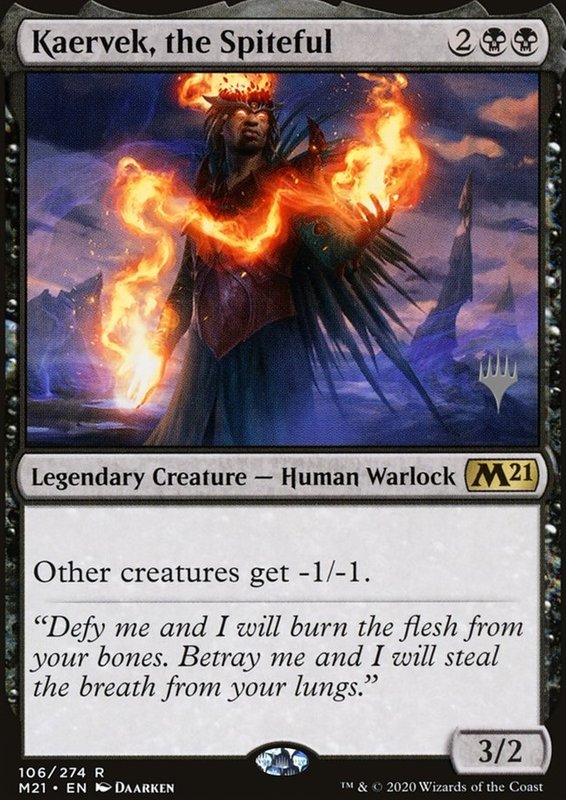 Kaervek, the Spiteful 2
Legendary Creature — Human Warlock M21
Other creatures get -1/-1.
“Defy me and I will burn the flesh from
your bones. Betray me and I will steal
the breath from your lungs.”
3/2
106/274 R
M21 • EN Daarken
™ & © 2020 Wizards of the Coast